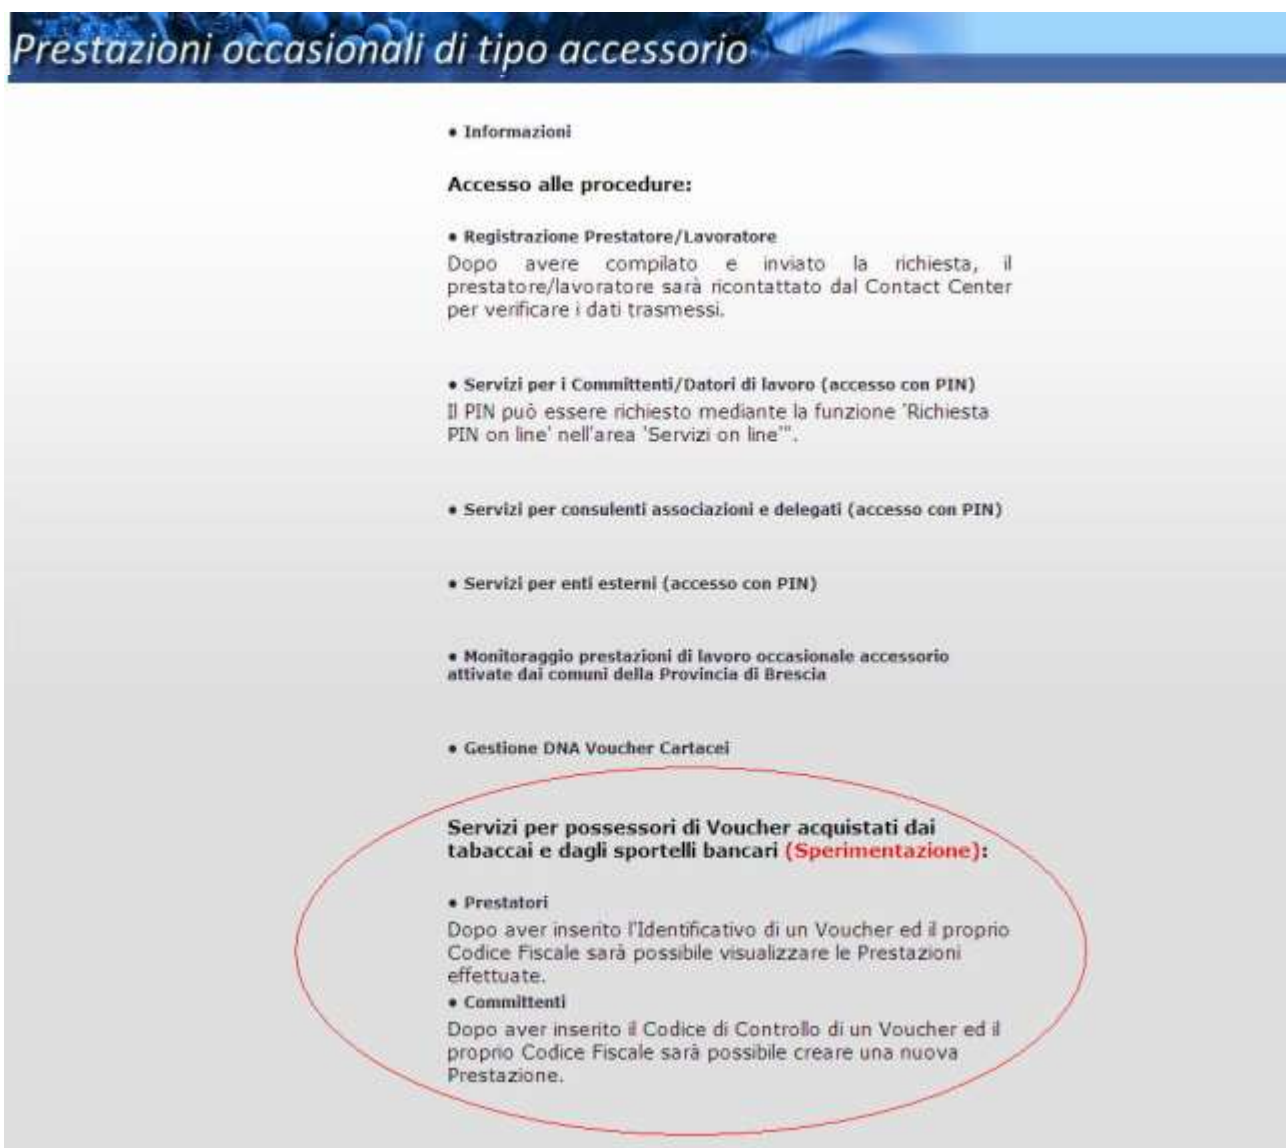 Prestazioni occasionali di tipo accessorio
• Informazioni
Accesso alle procedure:
• Registrazione Prestatore/Lavoratore
Dopo avere compilato e inviato la richiesta, il
prestatore/lavoratore sarà ricontattato dal Contact Center
per verificare i dati trasmessi.
• Servizi per i Committenti/Datori di lavoro (accesso con PIN)
Il PIN può essere richiesto mediante la funzione 'Richiesta
PIN on line' nell'area 'Servizi on line'".
• Servizi per consulenti associazioni e delegati (accesso con PIN)
• Servizi per enti esterni (accesso con PIN)
• Monitoraggio prestazioni di lavoro occasionale accessorio
attivate dai comuni della Provincia di Brescia
• Gestione DNA Voucher Cartacei
Servizi per possessori di Voucher acquistati dai
tabaccai e dagli sportelli bancari (Sperimentazione):
• Prestatori
Dopo aver inserito l'Identificativo di un Voucher ed il proprio
Codice Fiscale sarà possibile visualizzare le Prestazioni
effettuate.
• Committenti
Dopo aver inserito il Codice di Controllo di un Voucher ed il
proprio Codice Fiscale sarà possibile creare una nuova
Prestazione.